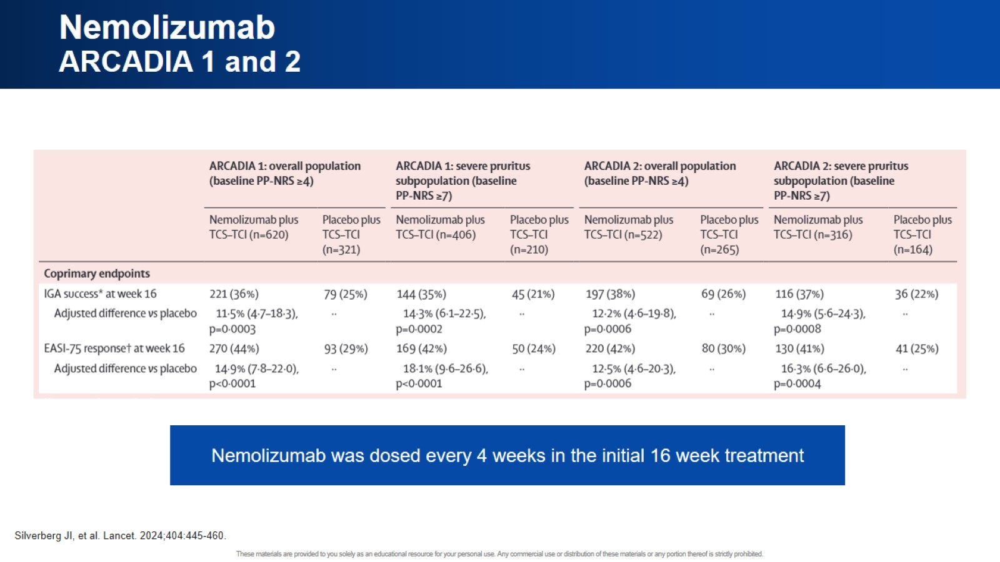 Nemolizumab
ARCADIA 1 and 2
ARCADIA 1: overall population (baseline PP-NRS ≥4)
ARCADIA 1: severe pruritus subpopulation (baseline PP-NRS ≥7)
ARCADIA 2: overall population (baseline PP-NRS ≥4)
ARCADIA 2: severe pruritus subpopulation (baseline PP-NRS ≥7)
Nemolizumab plus TCS–TCI (n=620)
Placebo plus TCS–TCI (n=321)
Nemolizumab plus TCS–TCI (n=406)
Placebo plus TCS–TCI (n=210)
Nemolizumab plus TCS–TCI (n=522)
Placebo plus TCS–TCI (n=265)
Nemolizumab plus TCS–TCI (n=316)
Placebo plus TCS–TCI (n=164)
Coprimary endpoints
IGA success* at week 16 221 (36%) 79 (25%) 144 (35%) 45 (21%) 197 (38%) 69 (26%) 116 (37%) 36 (22%)
Adjusted difference vs placebo 11·5% (4·7–18·3), p=0·0003 ·· 14·3% (6·1–22·5), p=0·0002 ·· 12·2% (4·6–19·8), p=0·0006 ·· 14·9% (5·6–24·3), p=0·0008 ··
EASI-75 response† at week 16 270 (44%) 93 (29%) 169 (42%) 50 (24%) 220 (42%) 80 (30%) 130 (41%) 41 (25%)
Adjusted difference vs placebo 14·9% (7·8–22·0), p<0·0001 ·· 18·1% (9·6–26·6), p<0·0001 ·· 12·5% (4·6–20·3), p=0·0006 ·· 16·3% (6·6–26·0), p=0·0004 ··
Nemolizumab was dosed every 4 weeks in the initial 16 week treatment
Silverberg JI, et al. Lancet. 2024;404:445-460.
These materials are provided to you solely as an educational resource for your personal use. Any commercial use or distribution of these materials or any portion thereof is strictly prohibited.